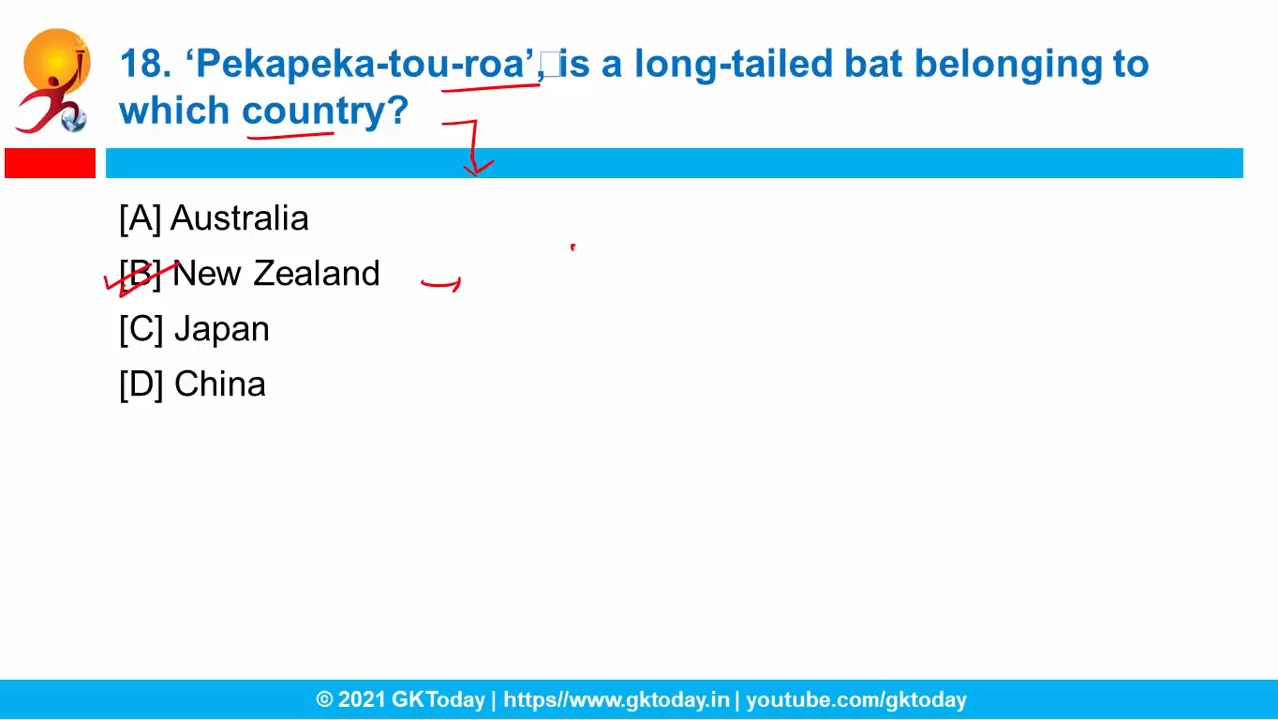 18. ‘Pekapeka-tou-roa’, is a long-tailed bat belonging to
which country?
[A] Australia
[B] New Zealand
[C] Japan
[D] China
© 2021 GKToday | https//www.gktoday.in | youtube.com/gktoday